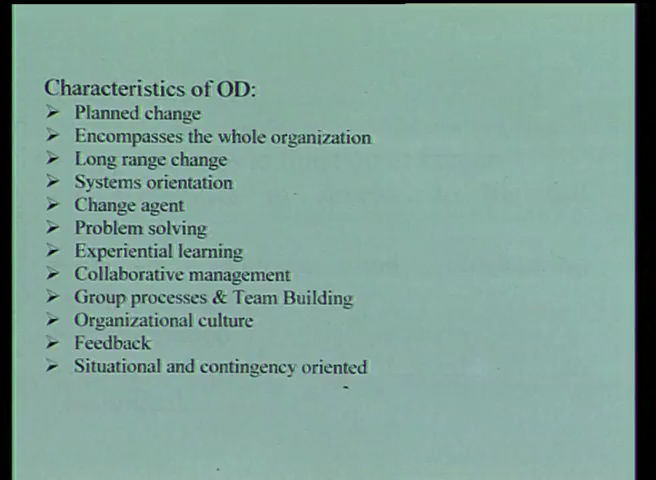 Characteristics of OD:
➢ Planned change
➢ Encompasses the whole organization
➢ Long range change
➢ Systems orientation
➢ Change agent
➢ Problem solving
➢ Experiential learning
➢ Collaborative management
➢ Group processes & Team Building
➢ Organizational culture
➢ Feedback
➢ Situational and contingency oriented